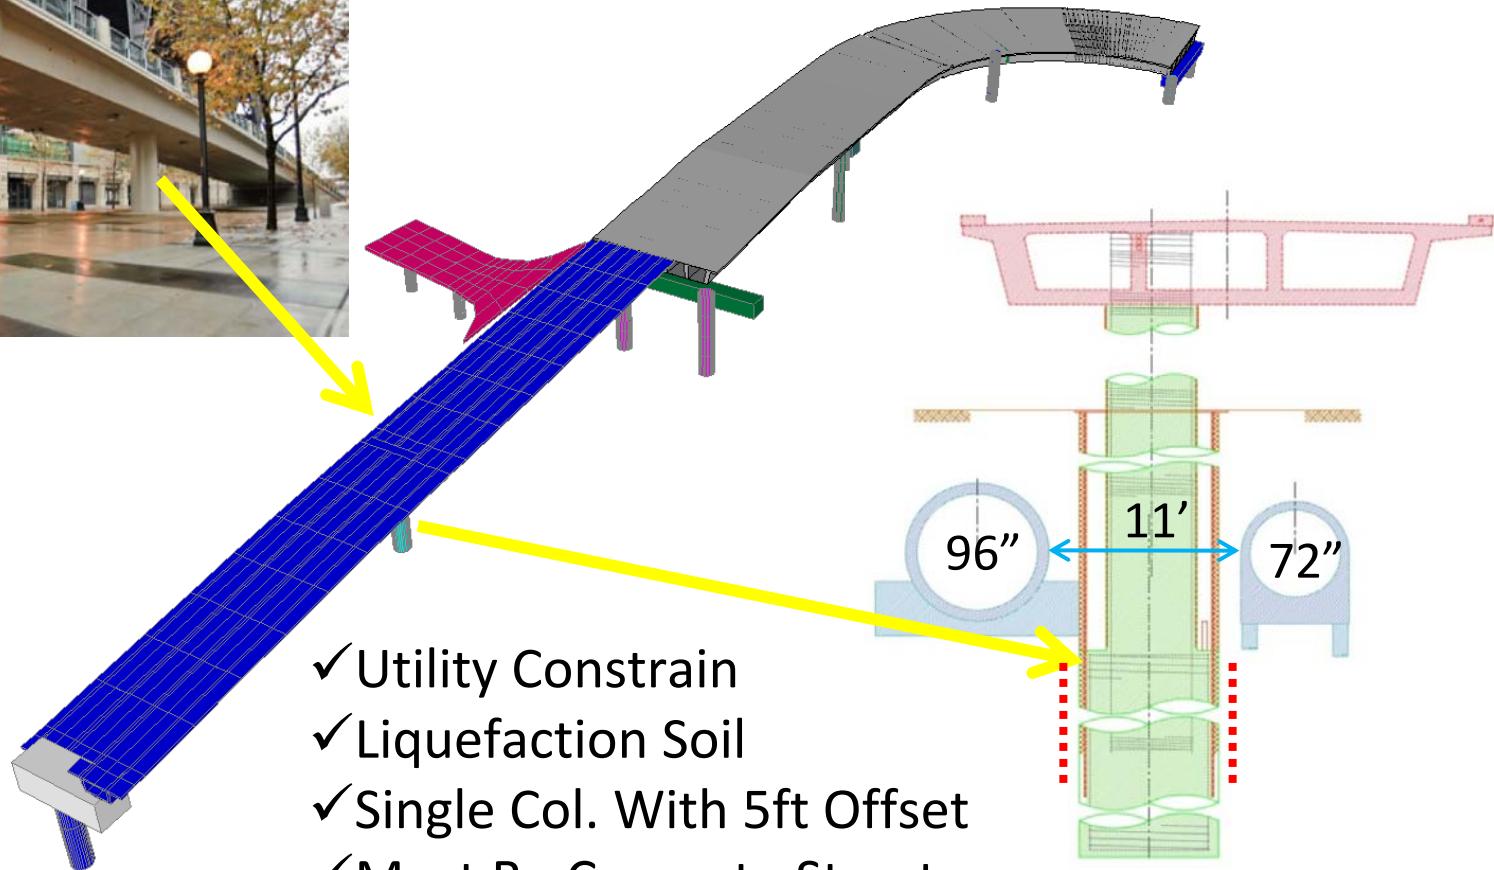 96”
11’
72”
✓Utility Constrain
✓Liquefaction Soil
✓Single Col. With 5ft Offset